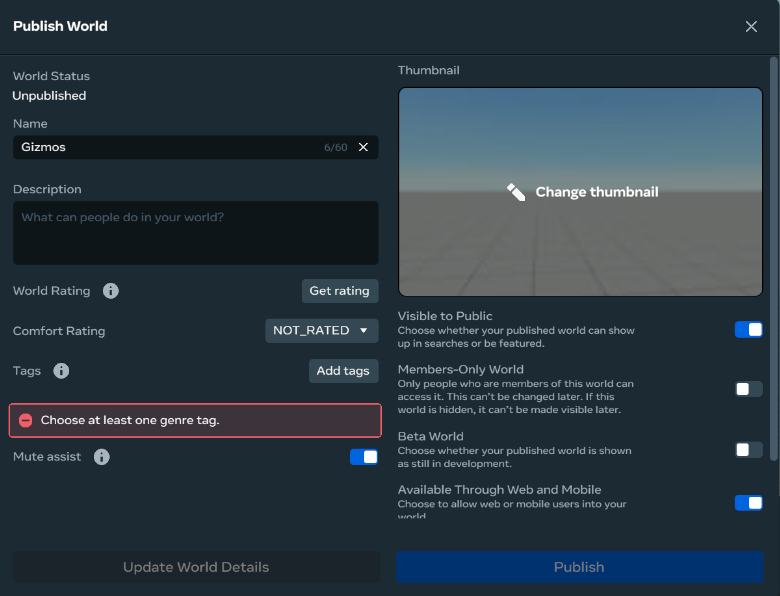 Publish World
World Status
Unpublished
Name
Gizmos
6/60
Description
What can people do in your world?
World Rating
Get rating
Comfort Rating
NOT_RATED
Tags
Add tags
Choose at least one genre tag.
Mute assist
Update World Details
Thumbnail
Change thumbnail
Visible to Public
Choose whether your published world can show
up in searches or be featured.
Members-Only World
Only people who are members of this world can
access it. This can't be changed later. If this
world is hidden, it can't be made visible later.
Beta World
Choose whether your published world is shown
as still in development.
Available Through Web and Mobile
Choose to allow web or mobile users into your
world.
Publish